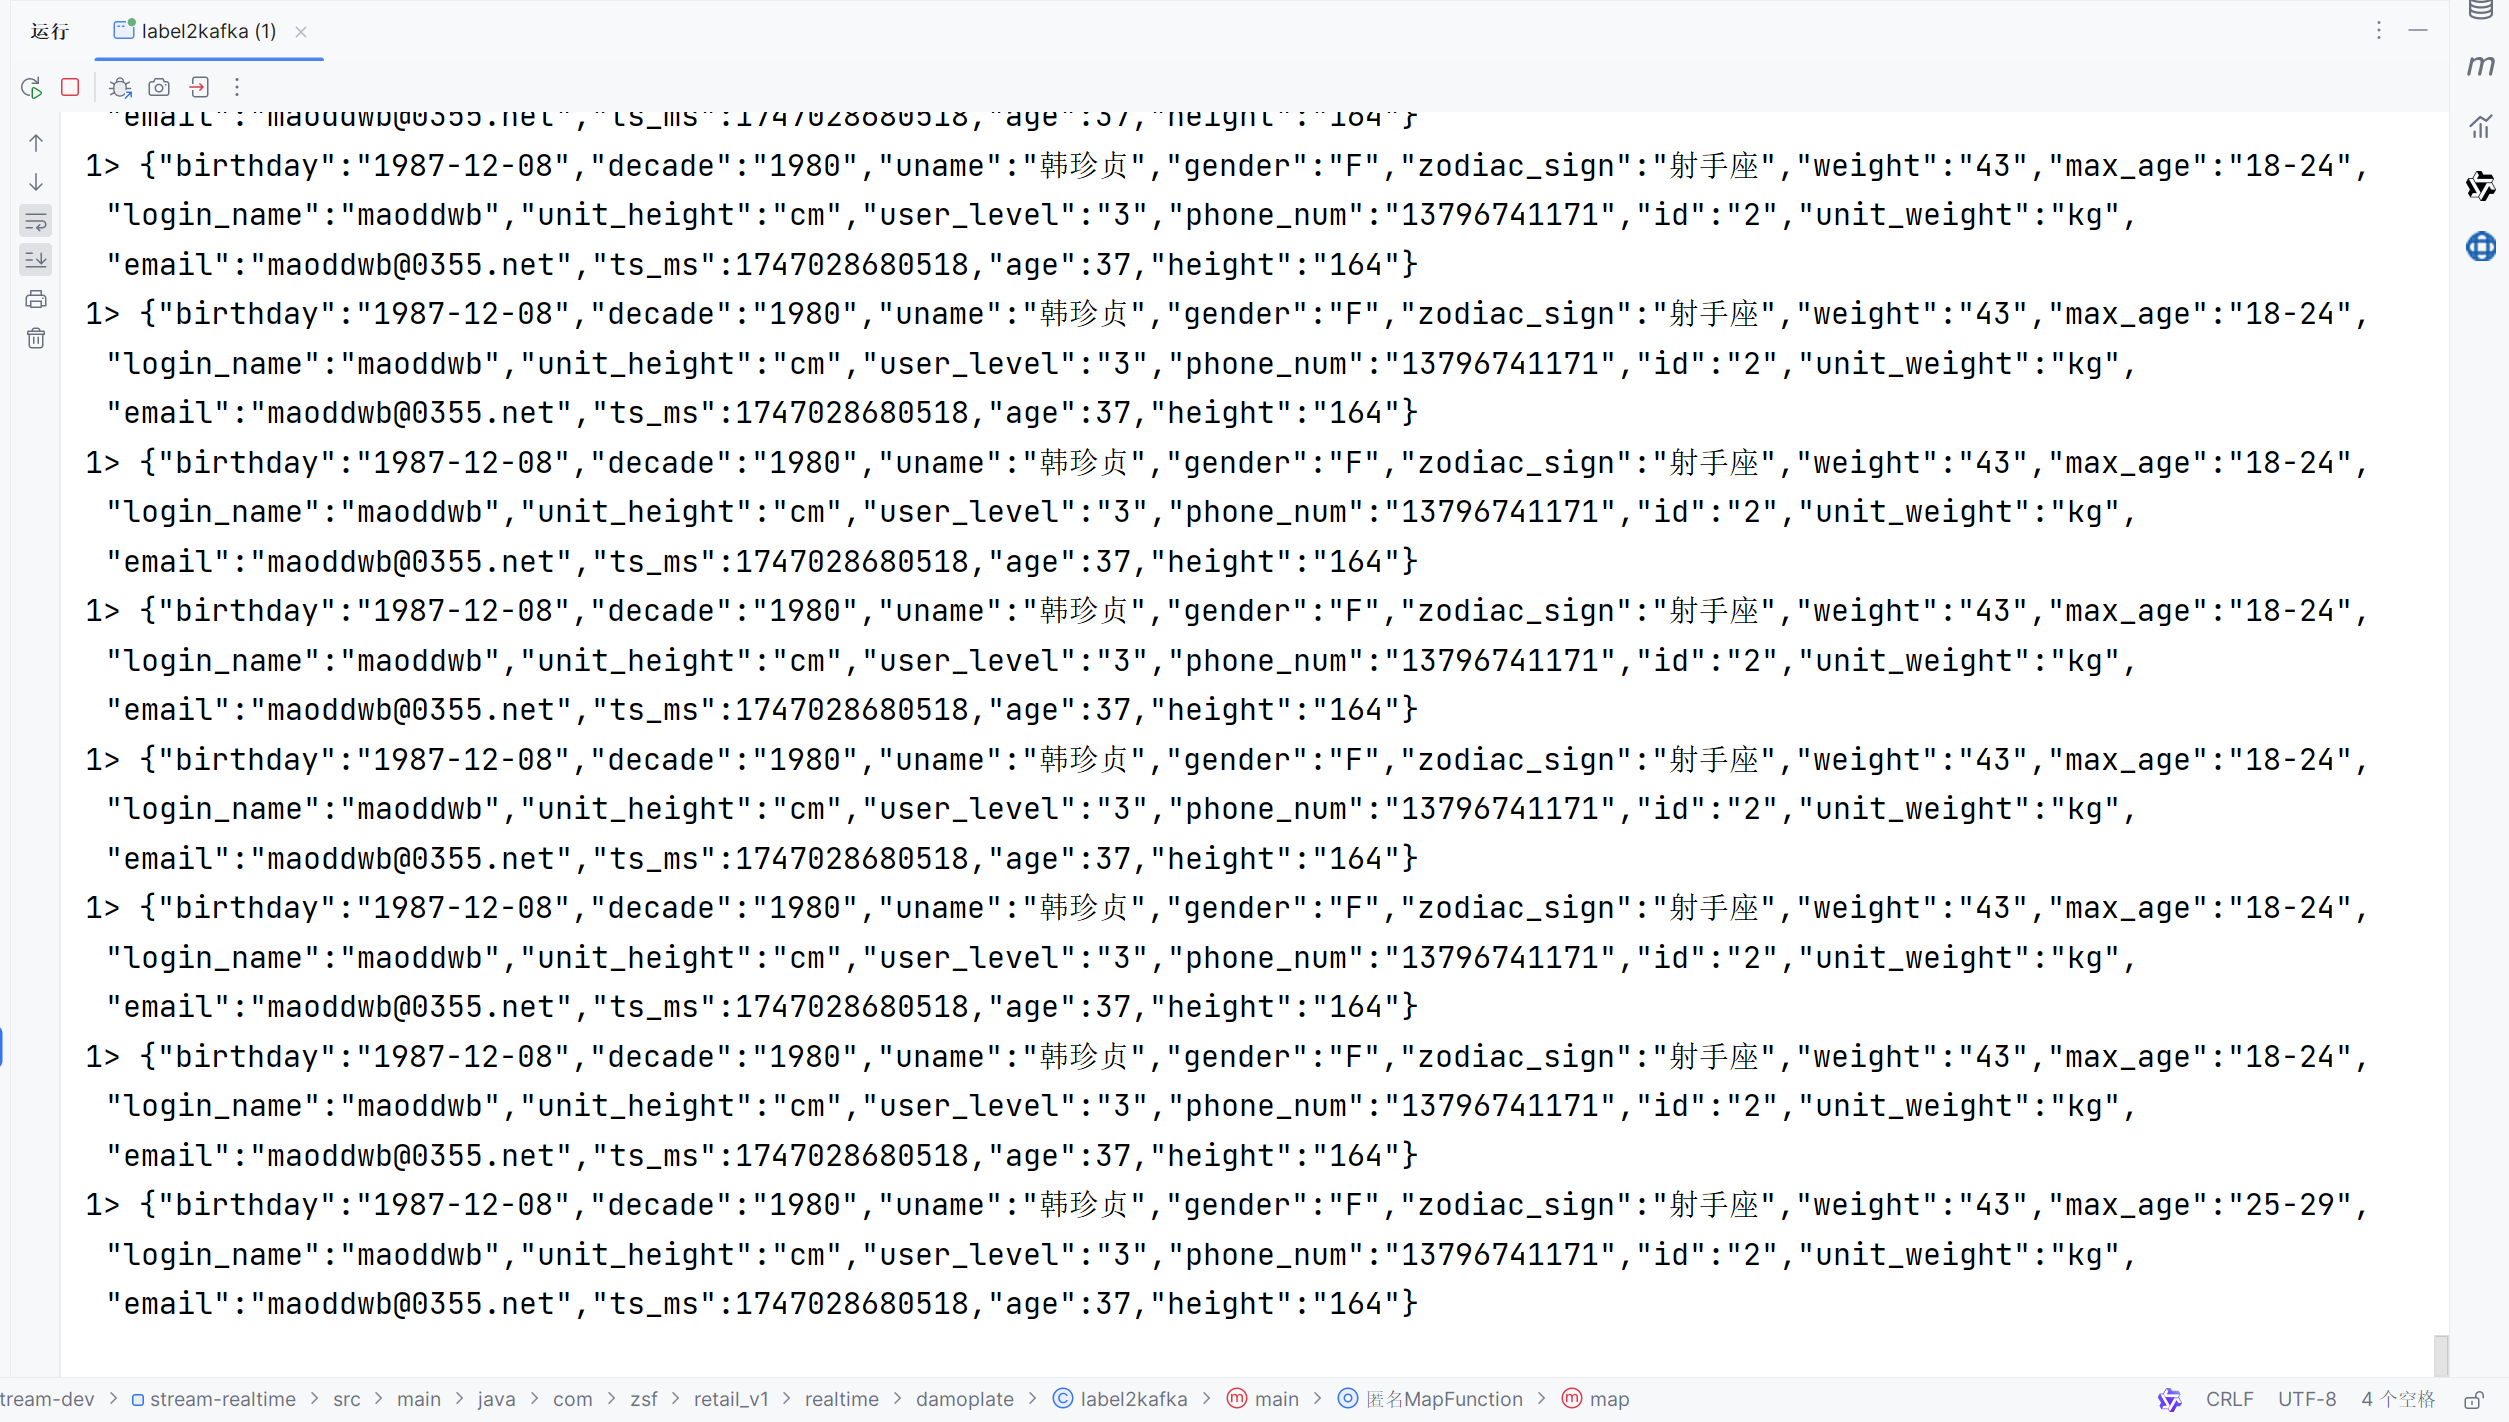 运行 label2kafka (1)
"email":"maoddwb@0355.net","ts_ms":1747028680518,"age":37,"height":"164"}
1> {"birthday":"1987-12-08","decade":"1980","uname":"韩珍贞","gender":"F","zodiac_sign":"射手座","weight":"43","max_age":"18-24",
"login_name":"maoddwb","unit_height":"cm","user_level":"3","phone_num":"13796741171","id":"2","unit_weight":"kg",
"email":"maoddwb@0355.net","ts_ms":1747028680518,"age":37,"height":"164"}
1> {"birthday":"1987-12-08","decade":"1980","uname":"韩珍贞","gender":"F","zodiac_sign":"射手座","weight":"43","max_age":"18-24",
"login_name":"maoddwb","unit_height":"cm","user_level":"3","phone_num":"13796741171","id":"2","unit_weight":"kg",
"email":"maoddwb@0355.net","ts_ms":1747028680518,"age":37,"height":"164"}
1> {"birthday":"1987-12-08","decade":"1980","uname":"韩珍贞","gender":"F","zodiac_sign":"射手座","weight":"43","max_age":"18-24",
"login_name":"maoddwb","unit_height":"cm","user_level":"3","phone_num":"13796741171","id":"2","unit_weight":"kg",
"email":"maoddwb@0355.net","ts_ms":1747028680518,"age":37,"height":"164"}
1> {"birthday":"1987-12-08","decade":"1980","uname":"韩珍贞","gender":"F","zodiac_sign":"射手座","weight":"43","max_age":"18-24",
"login_name":"maoddwb","unit_height":"cm","user_level":"3","phone_num":"13796741171","id":"2","unit_weight":"kg",
"email":"maoddwb@0355.net","ts_ms":1747028680518,"age":37,"height":"164"}
1> {"birthday":"1987-12-08","decade":"1980","uname":"韩珍贞","gender":"F","zodiac_sign":"射手座","weight":"43","max_age":"18-24",
"login_name":"maoddwb","unit_height":"cm","user_level":"3","phone_num":"13796741171","id":"2","unit_weight":"kg",
"email":"maoddwb@0355.net","ts_ms":1747028680518,"age":37,"height":"164"}
1> {"birthday":"1987-12-08","decade":"1980","uname":"韩珍贞","gender":"F","zodiac_sign":"射手座","weight":"43","max_age":"18-24",
"login_name":"maoddwb","unit_height":"cm","user_level":"3","phone_num":"13796741171","id":"2","unit_weight":"kg",
"email":"maoddwb@0355.net","ts_ms":1747028680518,"age":37,"height":"164"}
1> {"birthday":"1987-12-08","decade":"1980","uname":"韩珍贞","gender":"F","zodiac_sign":"射手座","weight":"43","max_age":"18-24",
"login_name":"maoddwb","unit_height":"cm","user_level":"3","phone_num":"13796741171","id":"2","unit_weight":"kg",
"email":"maoddwb@0355.net","ts_ms":1747028680518,"age":37,"height":"164"}
1> {"birthday":"1987-12-08","decade":"1980","uname":"韩珍贞","gender":"F","zodiac_sign":"射手座","weight":"43","max_age":"25-29",
"login_name":"maoddwb","unit_height":"cm","user_level":"3","phone_num":"13796741171","id":"2","unit_weight":"kg",
"email":"maoddwb@0355.net","ts_ms":1747028680518,"age":37,"height":"164"}
tream-dev > stream-realtime > src > main > java > com > zsf > retail_v1 > realtime > damoplate > label2kafka > main > 匿名MapFunction > map CRLF UTF-8 4 个空格